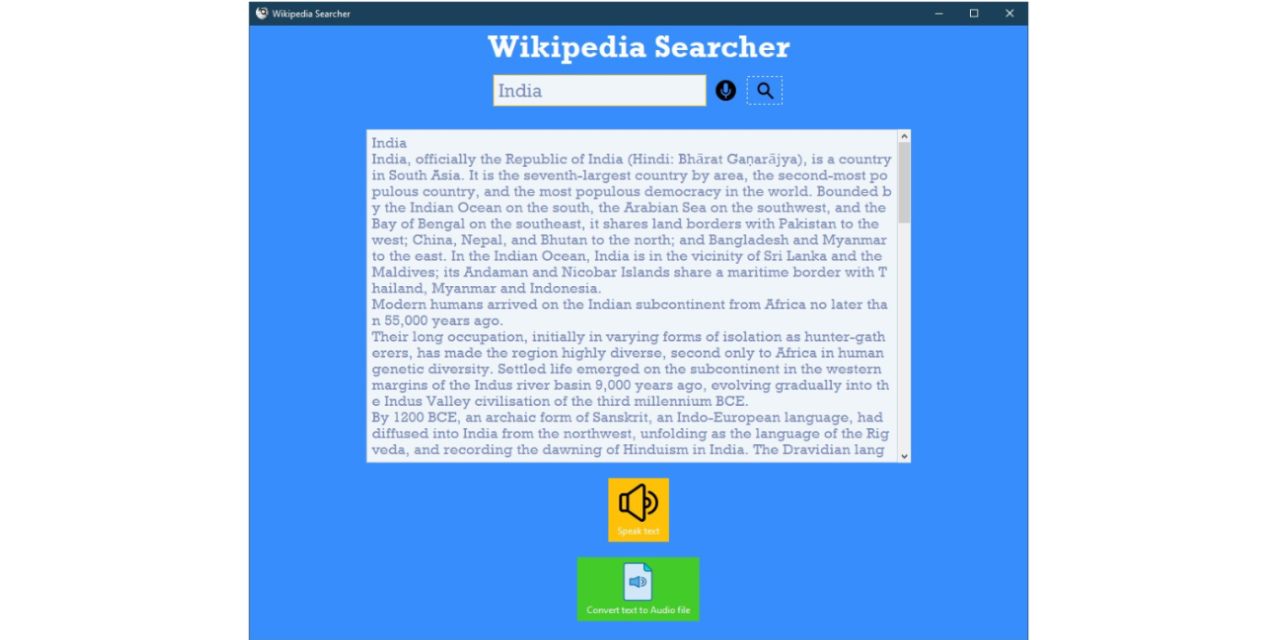 Wikipedia Searcher
Wikipedia Searcher
India
India
India, officially the Republic of India (Hindi: Bhārat Gaṇarājya), is a country
in South Asia. It is the seventh-largest country by area, the second-most po
pulous country, and the most populous democracy in the world. Bounded b
y the Indian Ocean on the south, the Arabian Sea on the southwest, and the
Bay of Bengal on the southeast, it shares land borders with Pakistan to the
west; China, Nepal, and Bhutan to the north; and Bangladesh and Myanmar
to the east. In the Indian Ocean, India is in the vicinity of Sri Lanka and the
Maldives; its Andaman and Nicobar Islands share a maritime border with T
hailand, Myanmar and Indonesia.
Modern humans arrived on the Indian subcontinent from Africa no later tha
n 55,000 years ago.
Their long occupation, initially in varying forms of isolation as hunter-gath
erers, has made the region highly diverse, second only to Africa in human
genetic diversity. Settled life emerged on the subcontinent in the western
margins of the Indus river basin 9,000 years ago, evolving gradually into th
e Indus Valley civilisation of the third millennium BCE.
By 1200 BCE, an archaic form of Sanskrit, an Indo-European language, had
diffused into India from the northwest, unfolding as the language of the Rig
veda, and recording the dawning of Hinduism in India. The Dravidian lang
Speak text
Convert text to Audio file